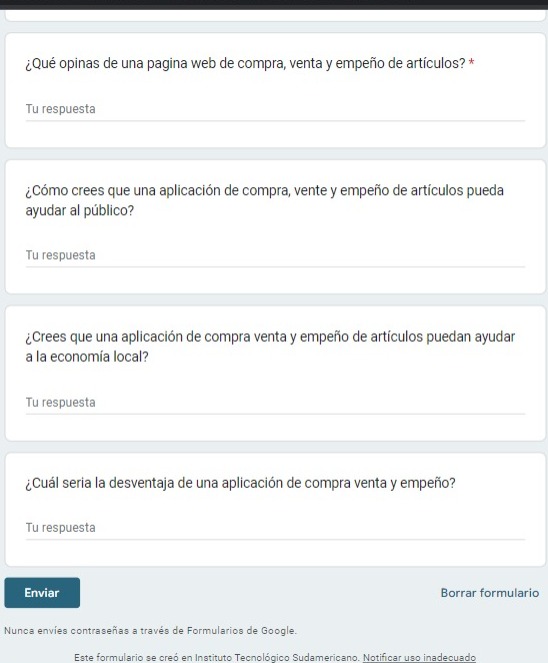 ¿Qué opinas de una pagina web de compra, venta y empeño de artículos? *
Tu respuesta
¿Cómo crees que una aplicación de compra, vente y empeño de artículos pueda
ayudar al público?
Tu respuesta
¿Crees que una aplicación de compra venta y empeño de artículos puedan ayudar
a la economía local?
Tu respuesta
¿Cuál seria la desventaja de una aplicación de compra venta y empeño?
Tu respuesta
Enviar
Borrar formulario
Nunca envíes contraseñas a través de Formularios de Google.
Este formulario se creó en Instituto Tecnológico Sudamericano. Notificar uso inadecuado